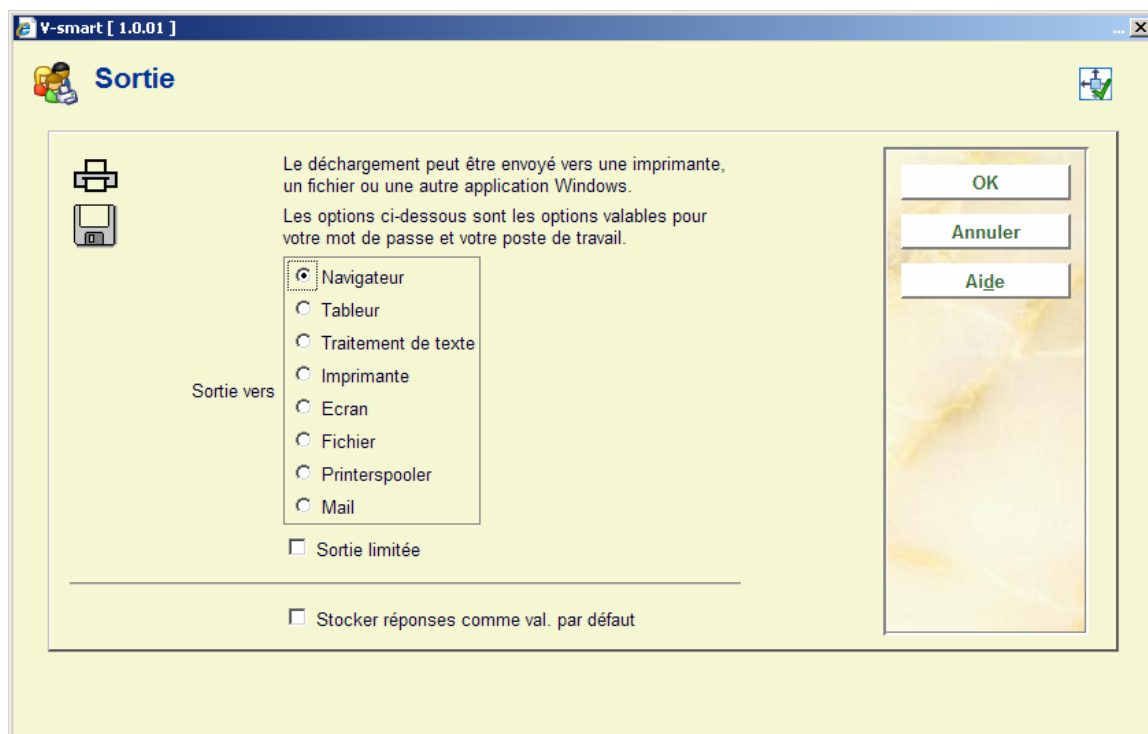 V-smart [ 1.0.01 ]
...
Sortie
Le déchargement peut être envoyé vers une imprimante,
un fichier ou une autre application Windows.
Les options ci-dessous sont les options valables pour
votre mot de passe et votre poste de travail.
Sortie vers
Navigateur
Tableur
Traitement de texte
Imprimante
Ecran
Fichier
Printerspooler
Mail
Sortie limitée
Stocker réponses comme val. par défaut
OK
Annuler
Aide